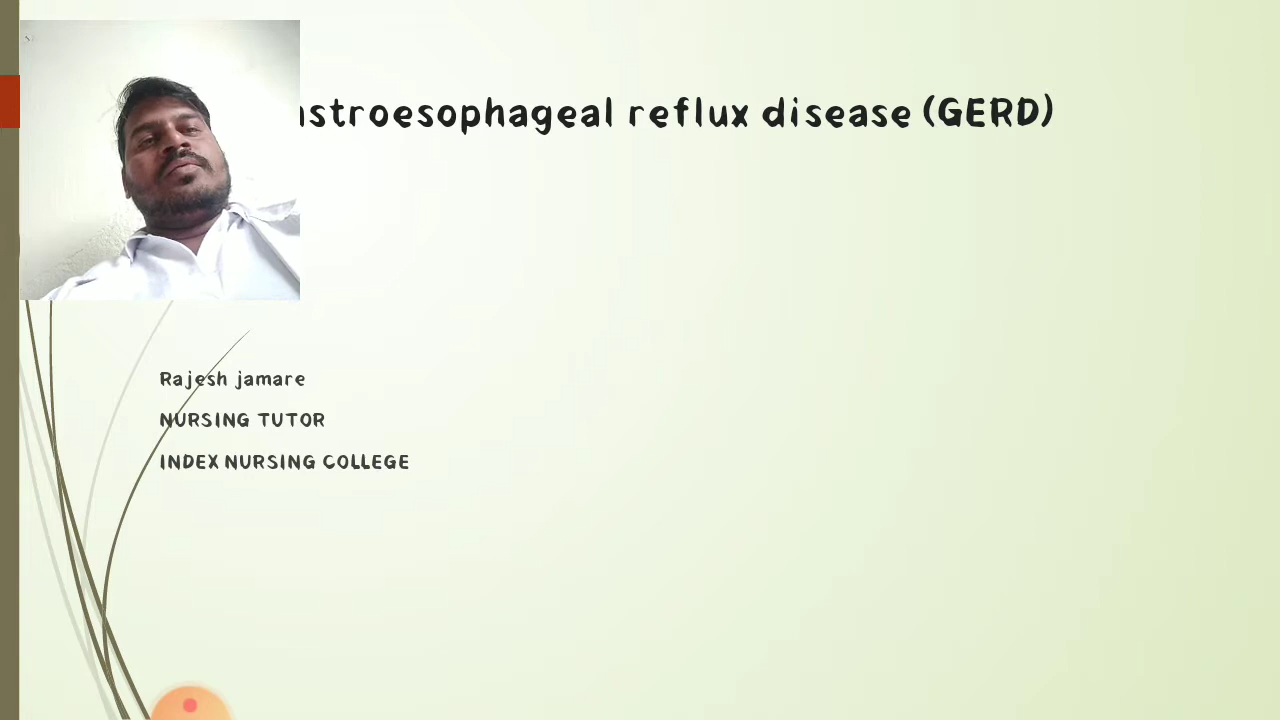 astroesophageal reflux disease (GERD)
Rajesh jamare
NURSING TUTOR
INDEX NURSING COLLEGE